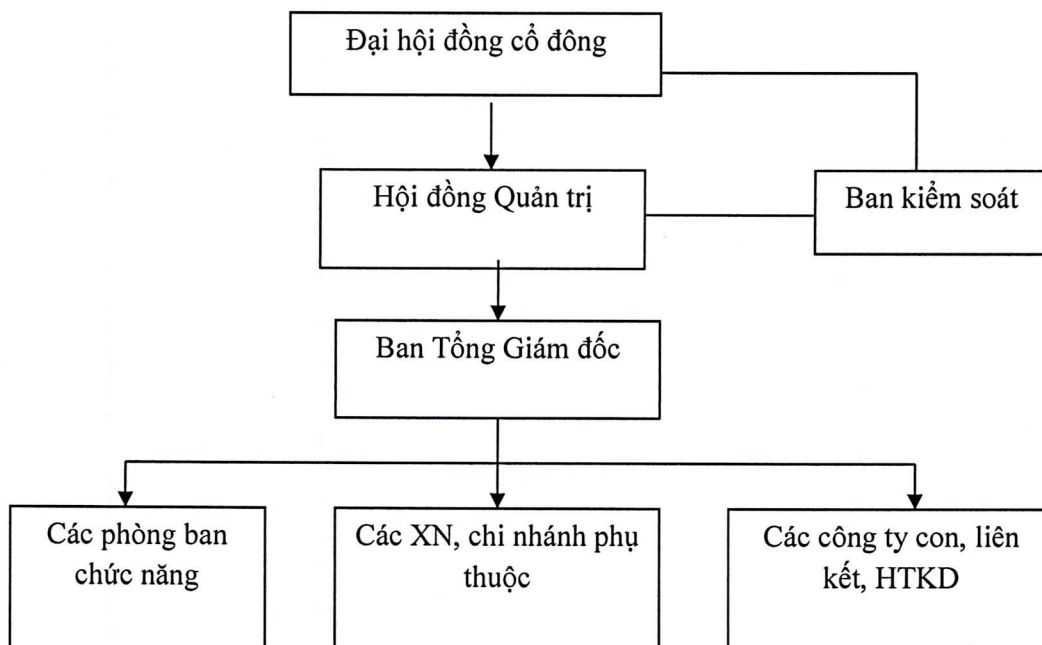 Đại hội đồng cổ đông
Hội đồng Quản trị
Ban kiểm soát
Ban Tổng Giám đốc
Các phòng ban
chức năng
Các XN, chi nhánh phụ
thuộc
Các công ty con, liên
kết, HTKD